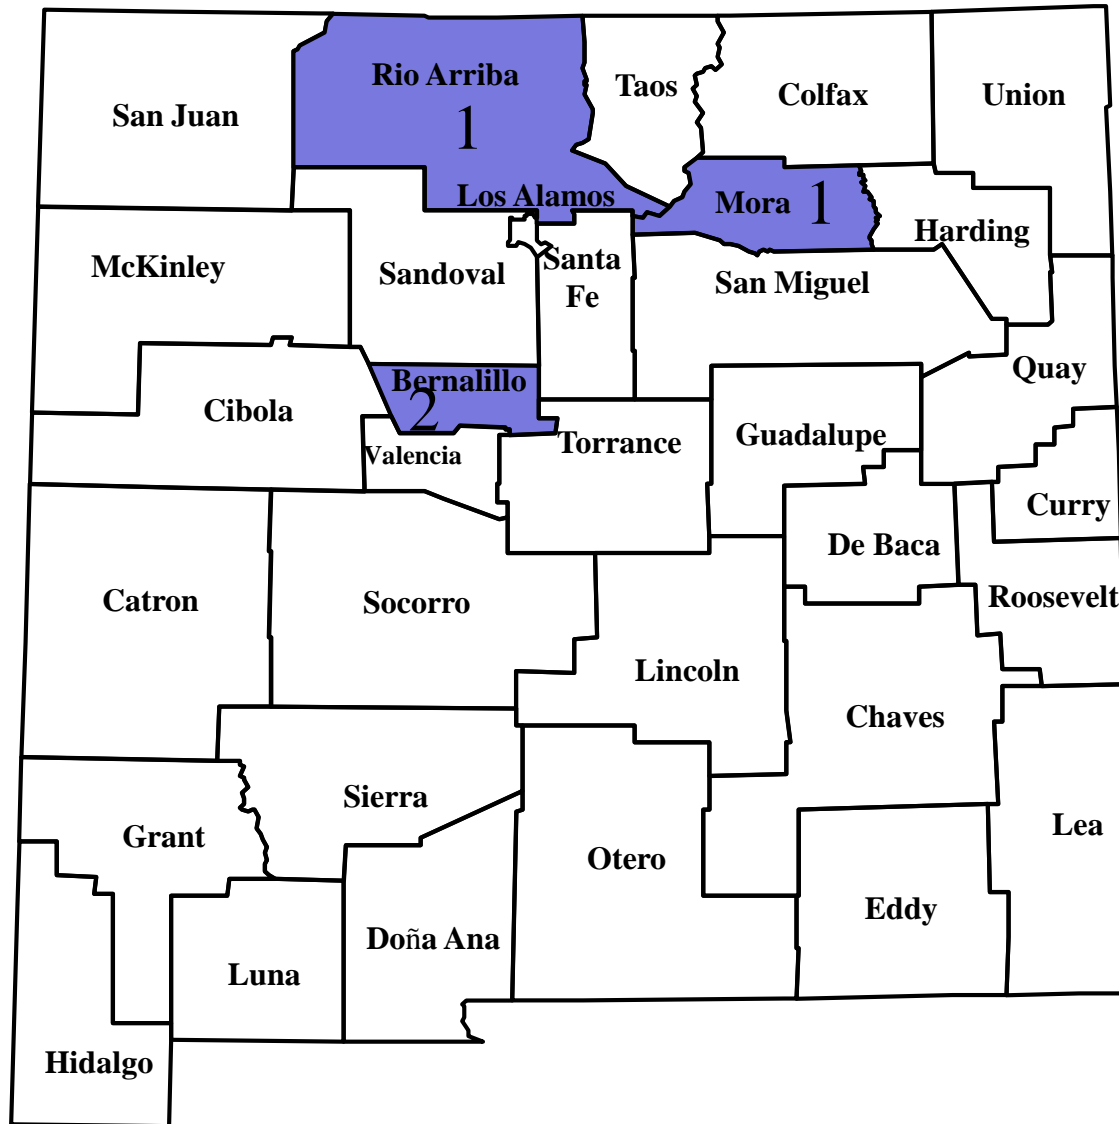 Rio Arriba
Taos
Colfax
Union
San Juan
1
Los Alamos
Mora 1
Harding
McKinley
Sandoval
Santa
Fe
San Miguel
Quay
Bernalillo
2
Cibola
Guadalupe
Torrance
Valencia
Curry
De Baca
Catron
Socorro
Roosevelt
Lincoln
Chaves
Sierra
Grant
Lea
Otero
Eddy
Doña Ana
Luna
Hidalgo